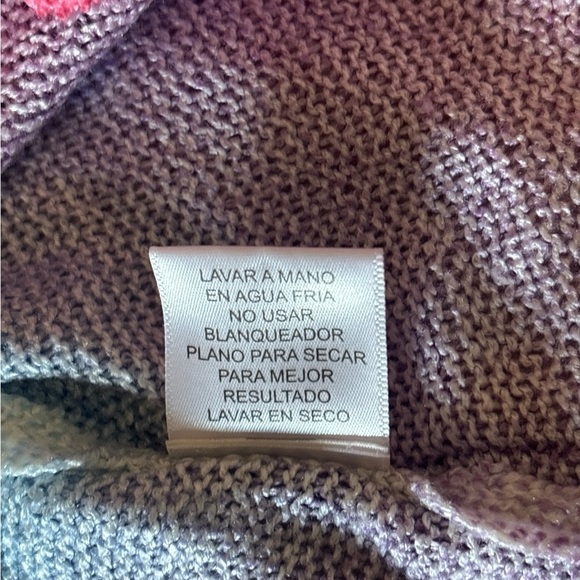 LAVAR A MANO
EN AGUA FRIA
NO USAR
BLANQUEADOR
PLANO PARA SECAR
PARA MEJOR
RESULTADO
LAVAR EN SECO